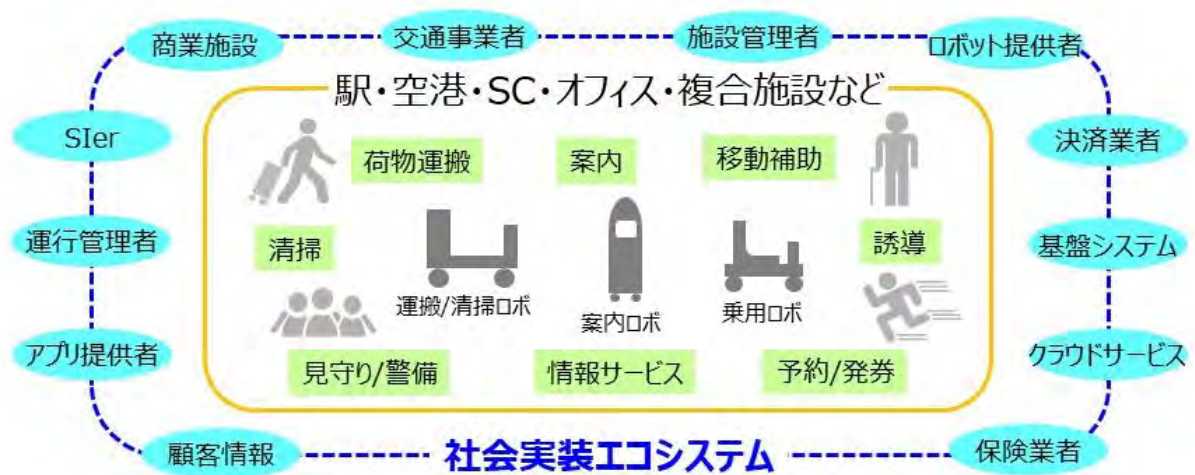 商業施設
交通事業者
施設管理者
ロボット提供者
駅・空港・SC・オフィス・複合施設など
SIer
決済業者
荷物運搬
案内
移動補助
運行管理者
清掃
誘導
基盤システム
運搬/清掃ロボ
案内ロボ
乗用ロボ
アプリ提供者
クラウドサービス
見守り/警備
情報サービス
予約/発券
顧客情報
社会実装エコシステム
保険業者